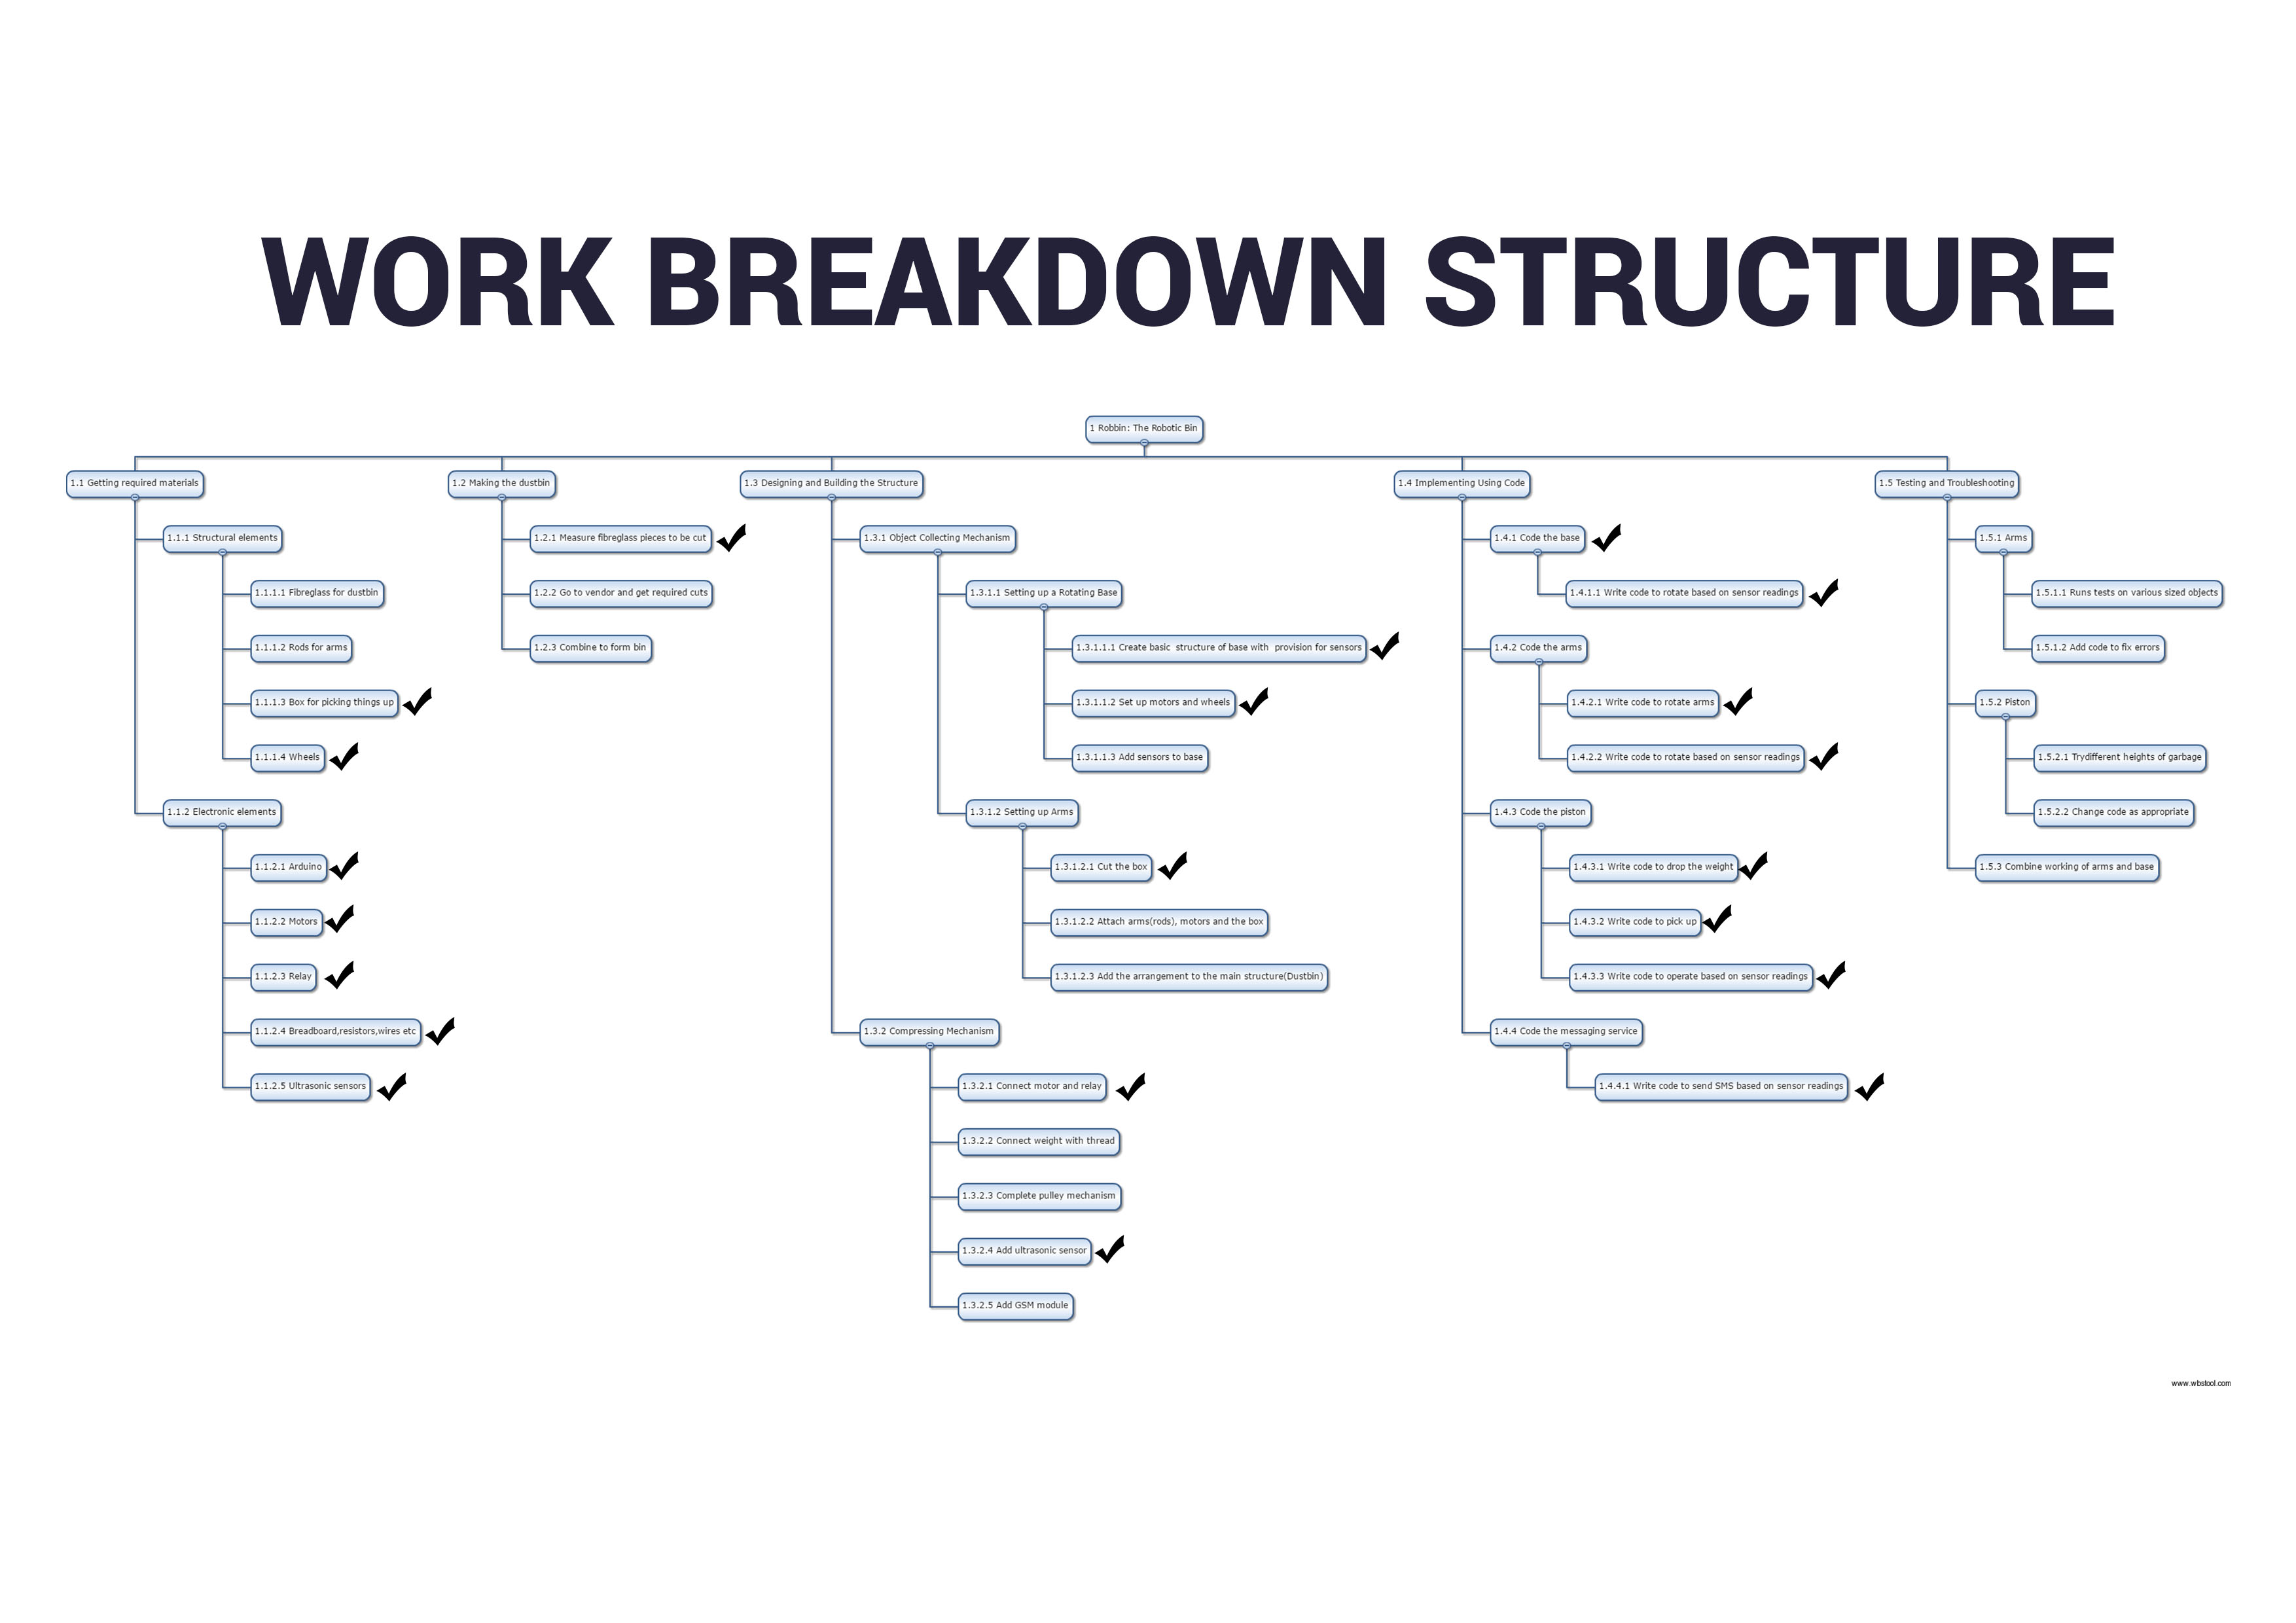 WORK BREAKDOWN STRUCTURE
1 Robbin: The Robotic Bin
1.1 Getting required materials
1.1.1 Structural elements
1.1.1.1 Fibreglass for dustbin
1.1.1.2 Rods for arms
1.1.1.3 Box for picking things up
1.1.1.4 Wheels
1.1.2 Electronic elements
1.1.2.1 Arduino
1.1.2.2 Motors
1.1.2.3 Relay
1.1.2.4 Breadboard,resistors,wires etc
1.1.2.5 Ultrasonic sensors
1.2 Making the dustbin
1.2.1 Measure fibreglass pieces to be cut
1.2.2 Go to vendor and get required cuts
1.2.3 Combine to form bin
1.3 Designing and Building the Structure
1.3.1 Object Collecting Mechanism
1.3.1.1 Setting up a Rotating Base
1.3.1.1.1 Create basic  structure of base with  provision for sensors
1.3.1.1.2 Set up motors and wheels
1.3.1.1.3 Add sensors to base
1.3.1.2 Setting up Arms
1.3.1.2.1 Cut the box
1.3.1.2.2 Attach arms(rods), motors and the box
1.3.1.2.3 Add the arrangement to the main structure(Dustbin)
1.3.2 Compressing Mechanism
1.3.2.1 Connect motor and relay
1.3.2.2 Connect weight with thread
1.3.2.3 Complete pulley mechanism
1.3.2.4 Add ultrasonic sensor
1.3.2.5 Add GSM module
1.4 Implementing Using Code
1.4.1 Code the base
1.4.1.1 Write code to rotate based on sensor readings
1.4.2 Code the arms
1.4.2.1 Write code to rotate arms
1.4.2.2 Write code to rotate based on sensor readings
1.4.3 Code the piston
1.4.3.1 Write code to drop the weight
1.4.3.2 Write code to pick up
1.4.3.3 Write code to operate based on sensor readings
1.4.4 Code the messaging service
1.4.4.1 Write code to send SMS based on sensor readings
1.5 Testing and Troubleshooting
1.5.1 Arms
1.5.1.1 Runs tests on various sized objects
1.5.1.2 Add code to fix errors
1.5.2 Piston
1.5.2.1 Trydifferent heights of garbage
1.5.2.2 Change code as appropriate
1.5.3 Combine working of arms and base
www.wbstool.com